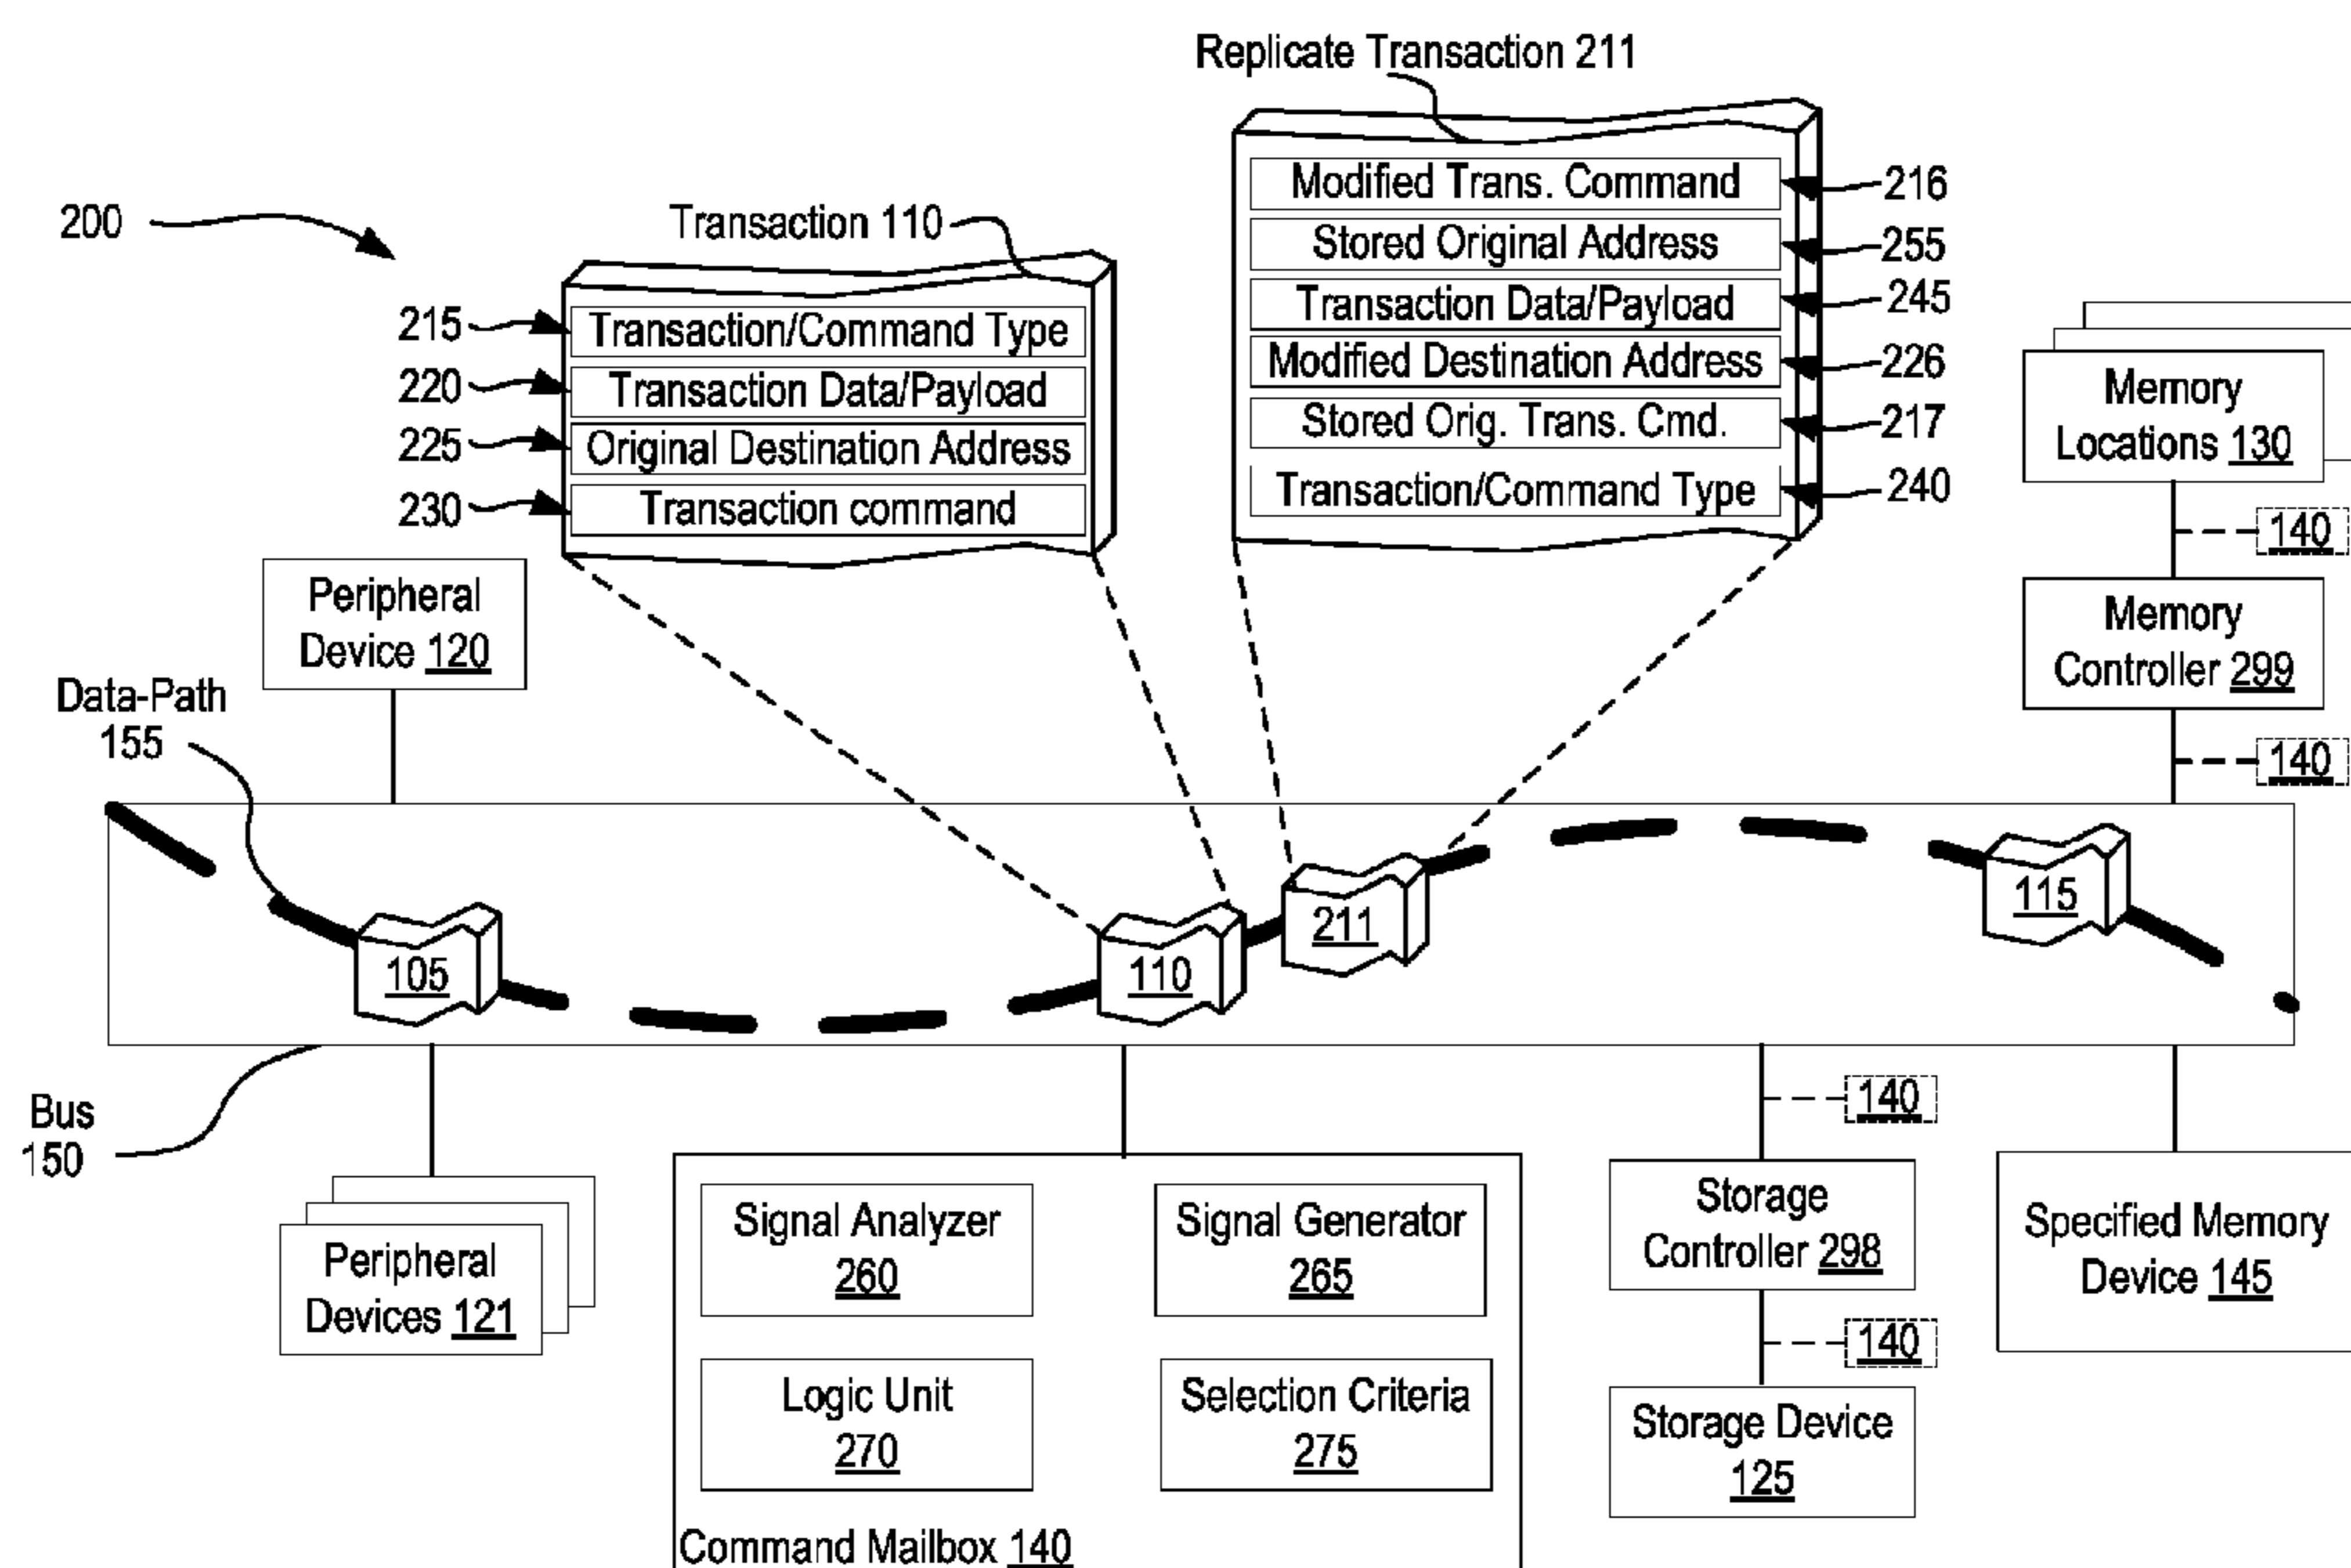 Replicate Transaction 211
Modified Trans. Command
216
Stored Original Address
255
Transaction Data/Payload
245
Modified Destination Address
226
Stored Orig. Trans. Cmd.
217
Transaction/Command Type
240
200
Transaction 110
215
Transaction/Command Type
220
Transaction Data/Payload
225
Original Destination Address
230
Transaction command
Memory
Locations 130
140
Memory
Controller 299
140
Peripheral
Device 120
Data-Path
155
105
110
211
115
Bus
150
Peripheral
Devices 121
Signal Analyzer
260
Signal Generator
265
Logic Unit
270
Selection Criteria
275
Command Mailbox 140
140
Storage
Controller 298
140
Storage Device
125
Specified Memory
Device 145